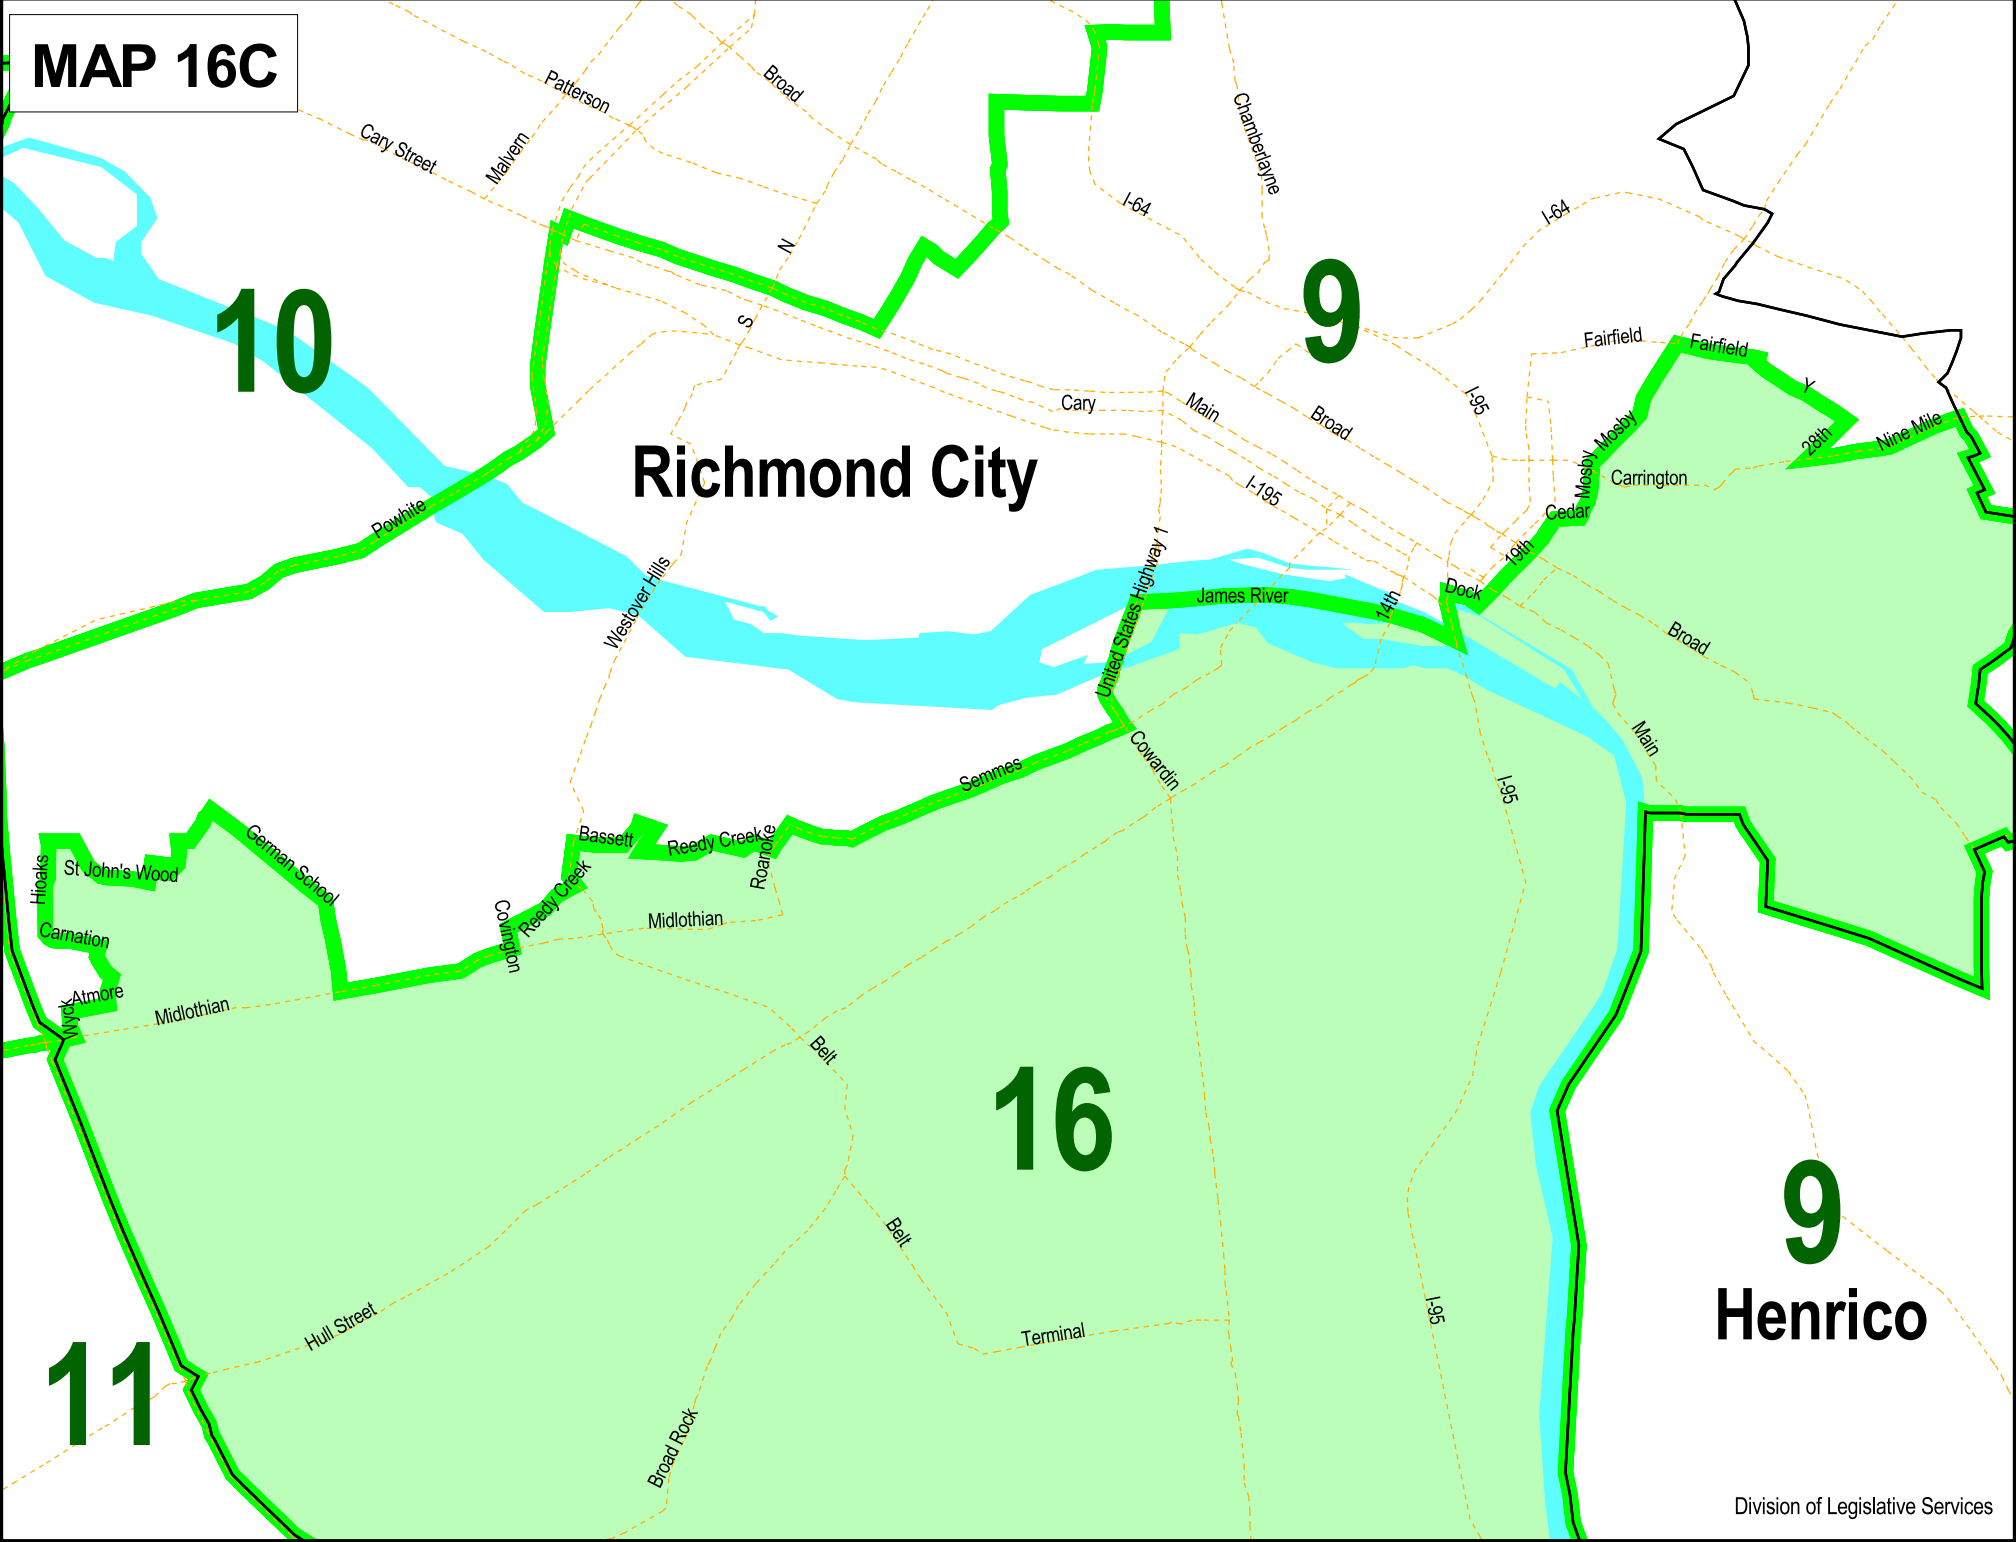 MAP 16C
Patterson
Broad
Chamberlayne
Cary Street
Malvern
I-64
I-64
N
S
10
9
Fairfield
Fairfield
Y
Cary
Main
Broad
I-95
Mosby
28th
Nine Mile
Richmond City
Mosby
Carrington
I-195
Cedar
Powhite
19th
Westover Hills
United States Highway 1
James River
14th
Dock
Broad
Main
Cowardin
Semmes
I-95
Bassett
Reedy Creek
Roanoke
German School
St John's Wood
Hioaks
Reedy Creek
Covington
Midlothian
Carnation
Atmore
Wyck
Midlothian
Belt
16
9
Belt
Henrico
Hull Street
Terminal
I-95
11
Broad Rock
Division of Legislative Services